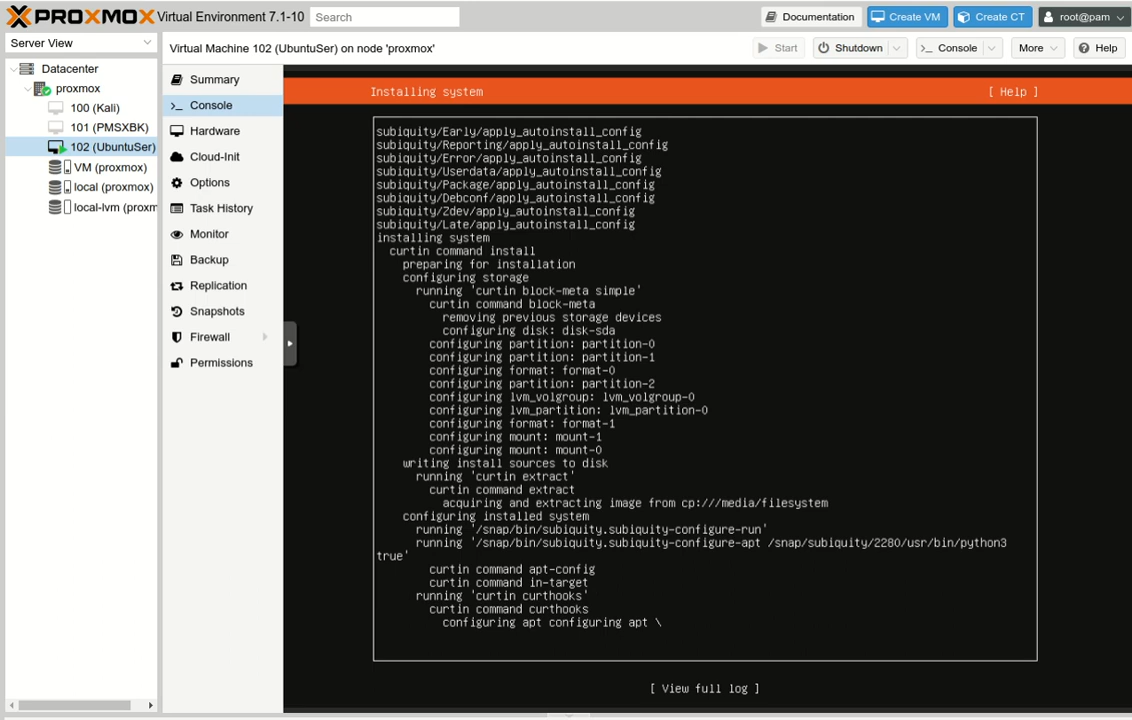 PROXMOX Virtual Environment 7.1-10 Search Documentation Create VM Create CT root@pam
Server View
Virtual Machine 102 (UbuntuSer) on node 'proxmox' Start Shutdown Console More Help
Datacenter
proxmox
100 (Kali)
101 (PMSXBK)
102 (UbuntuSer)
VM (proxmox)
local (proxmox)
local-lvm (proxm
Summary
Console
Hardware
Cloud-Init
Options
Task History
Monitor
Backup
Replication
Snapshots
Firewall
Permissions
Installing system [ Help ]
subiquity/Early/apply_autoinstall_config
subiquity/Reporting/apply_autoinstall_config
subiquity/Error/apply_autoinstall_config
subiquity/Userdata/apply_autoinstall_config
subiquity/Package/apply_autoinstall_config
subiquity/Debconf/apply_autoinstall_config
subiquity/Zdev/apply_autoinstall_config
subiquity/Late/apply_autoinstall_config
installing system
curtin command install
preparing for installation
configuring storage
running 'curtin block-meta simple'
curtin command block-meta
removing previous storage devices
configuring disk: disk-sda
configuring partition: partition-0
configuring partition: partition-1
configuring format: format-0
configuring partition: partition-2
configuring lvm_volgroup: lvm_volgroup-0
configuring lvm_partition: lvm_partition-0
configuring format: format-1
configuring mount: mount-1
configuring mount: mount-0
writing install sources to disk
running 'curtin extract'
curtin command extract
acquiring and extracting image from cp:///media/filesystem
configuring installed system
running '/snap/bin/subiquity.subiquity-configure-run'
running '/snap/bin/subiquity.subiquity-configure-apt /snap/subiquity/2280/usr/bin/python3
true'
curtin command apt-config
curtin command in-target
running 'curtin curthooks'
curtin command curthooks
configuring apt configuring apt \
[ View full log ]